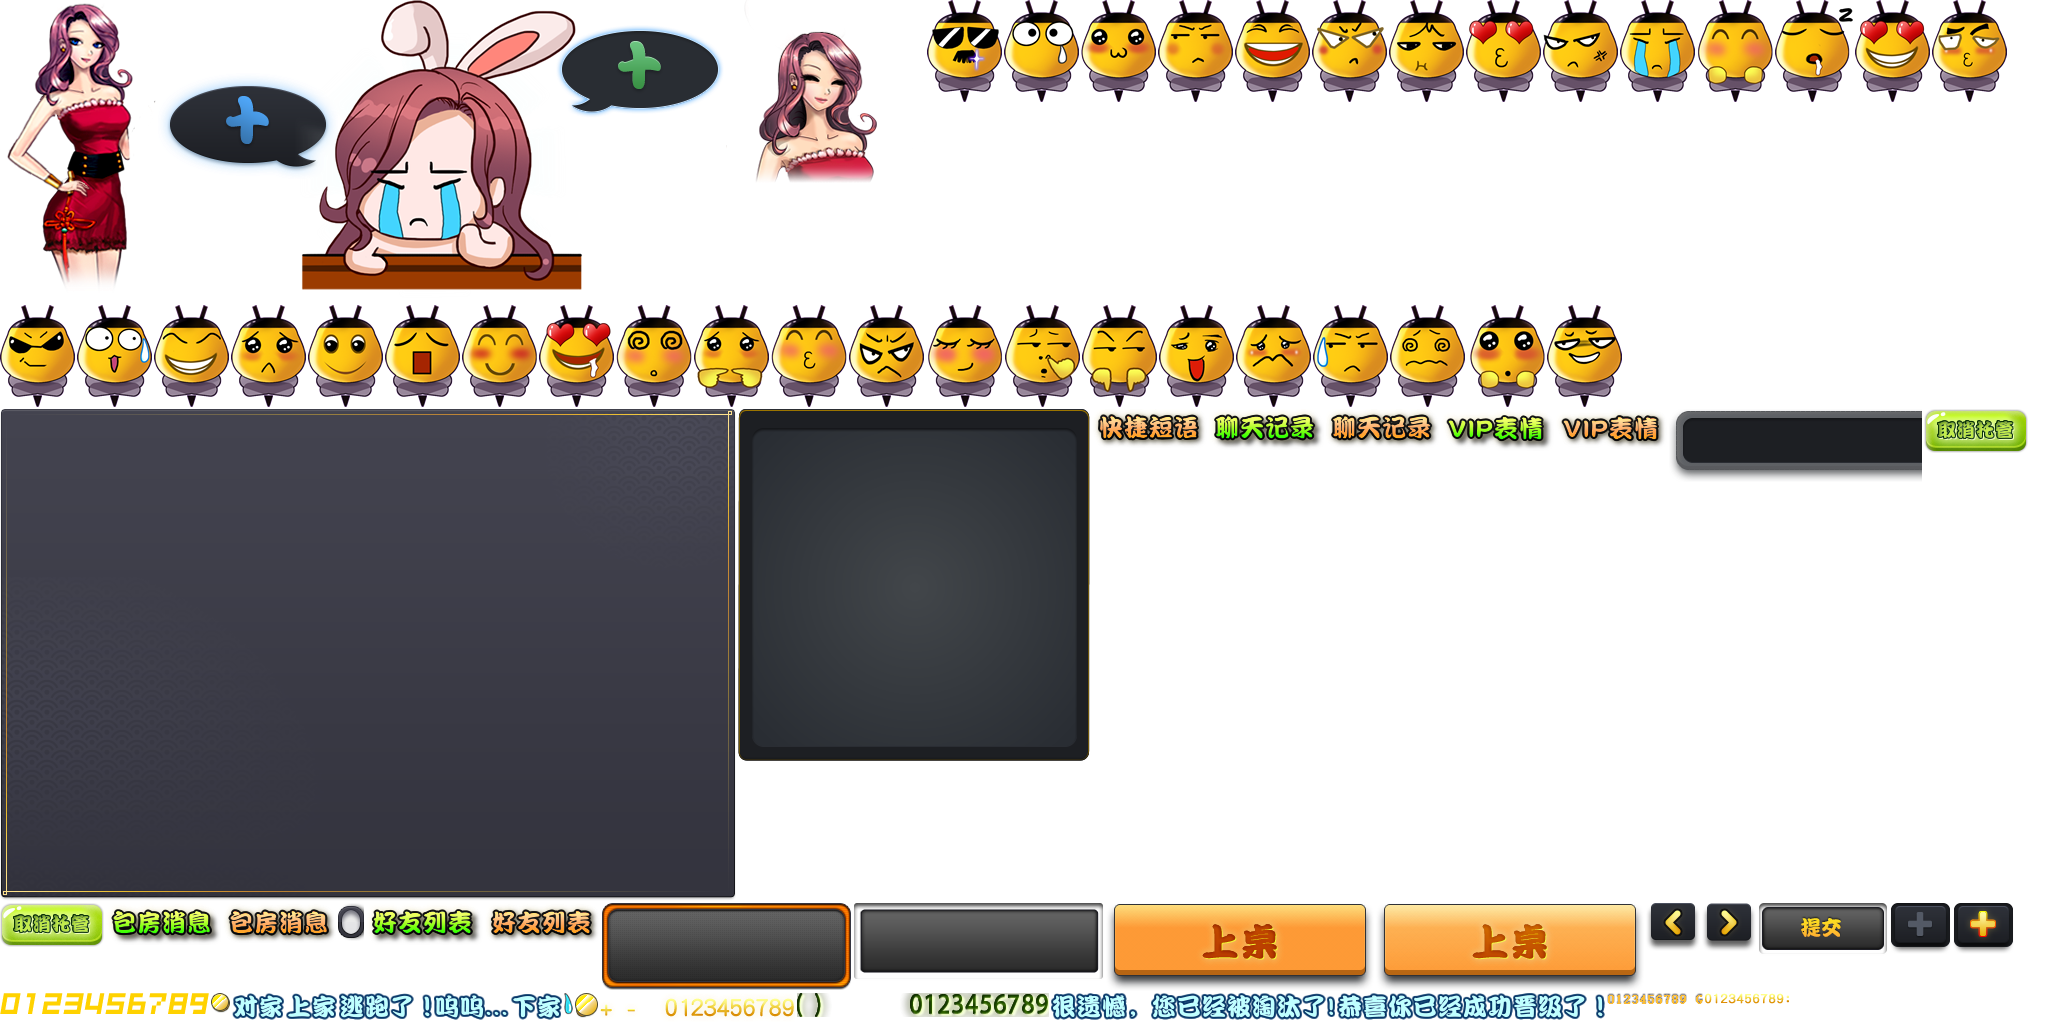 快捷短语 聊天记录 聊天记录 VIP表情 VIP表情 取消托管
取消托管 包房消息 包房消息 好友列表 好友列表 上桌 上桌 提交
0123456789 对家上家逃跑了!呜呜...下家 + - 0123456789() 0123456789 很遗憾，您已经被淘汰了!恭喜你已经成功晋级了! 0123456789 G0123456789: